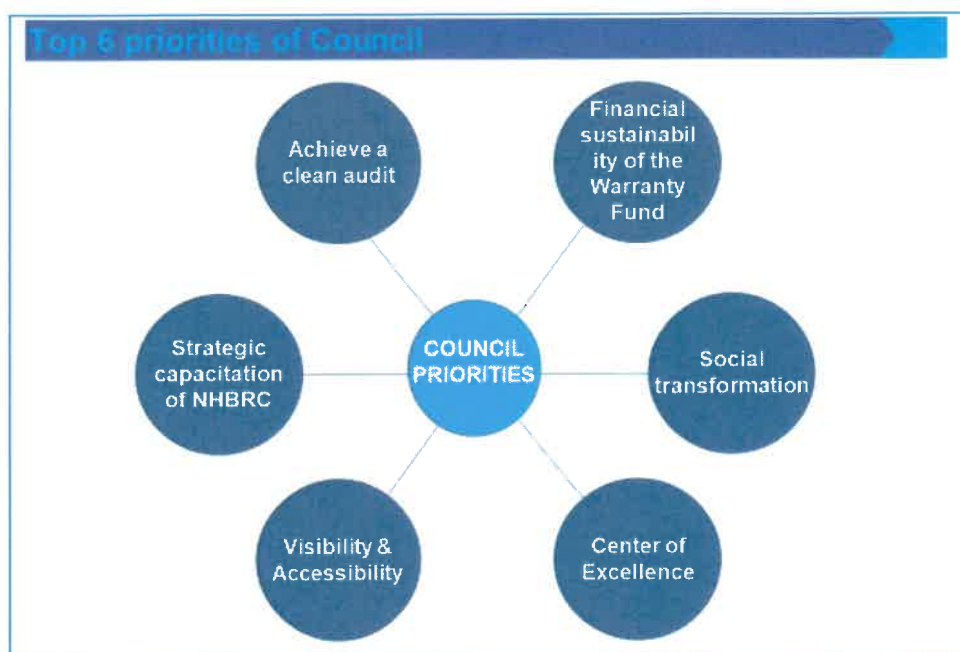 Top 6 priorities of Council
Achieve a
clean audit
Financial
sustainabil
ity of the
Warranty
Fund
Strategic
capacitation
of NHBRC
COUNCIL
PRIORITIES
Social
transformation
Visibility &
Accessibility
Center of
Excellence